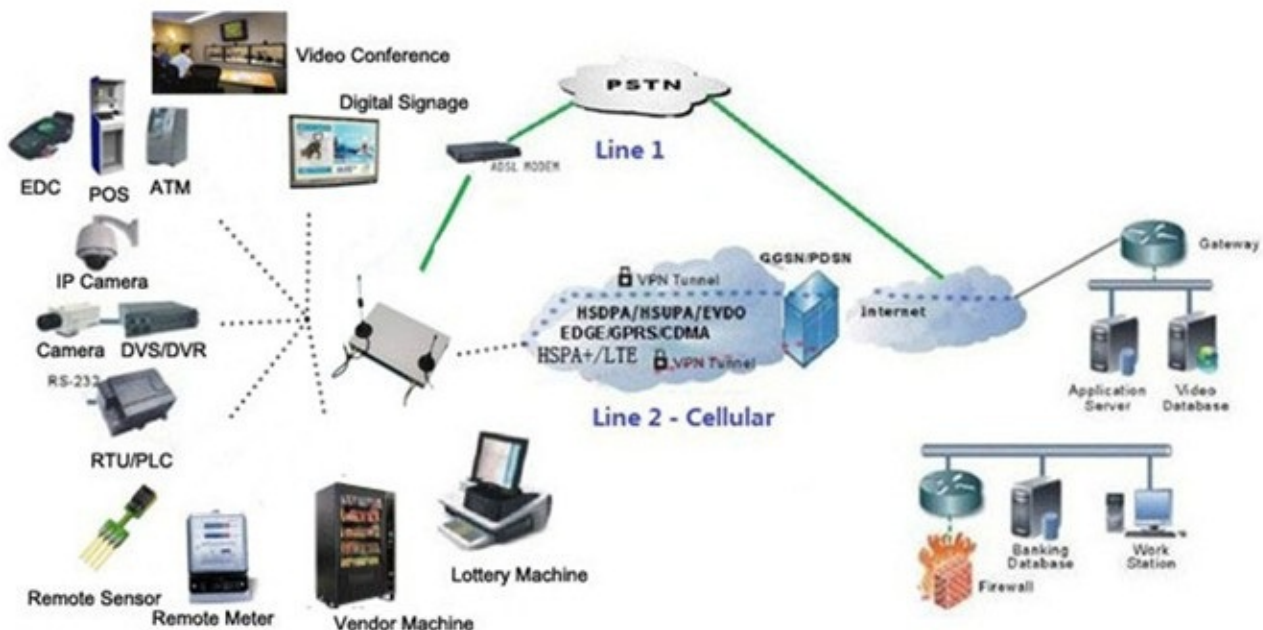 Video Conference
Digital Signage
EDC
POS
ATM
IP Camera
Camera
DVS/DVR
RS-232
RTU/PLC
Remote Sensor
Remote Meter
Vendor Machine
Lottery Machine
ADSL MODEM
PSTN
Line 1
GGSN/PDSN
VPN Tunnel
HSDPA/HSUPA/EVDO
EDGE/GPRS/CDMA
HSPA+/LTE
VPN Tunnel
Line 2 - Cellular
Internet
Gateway
Application
Server
Video
Database
Firewall
Banking
Database
Work
Station